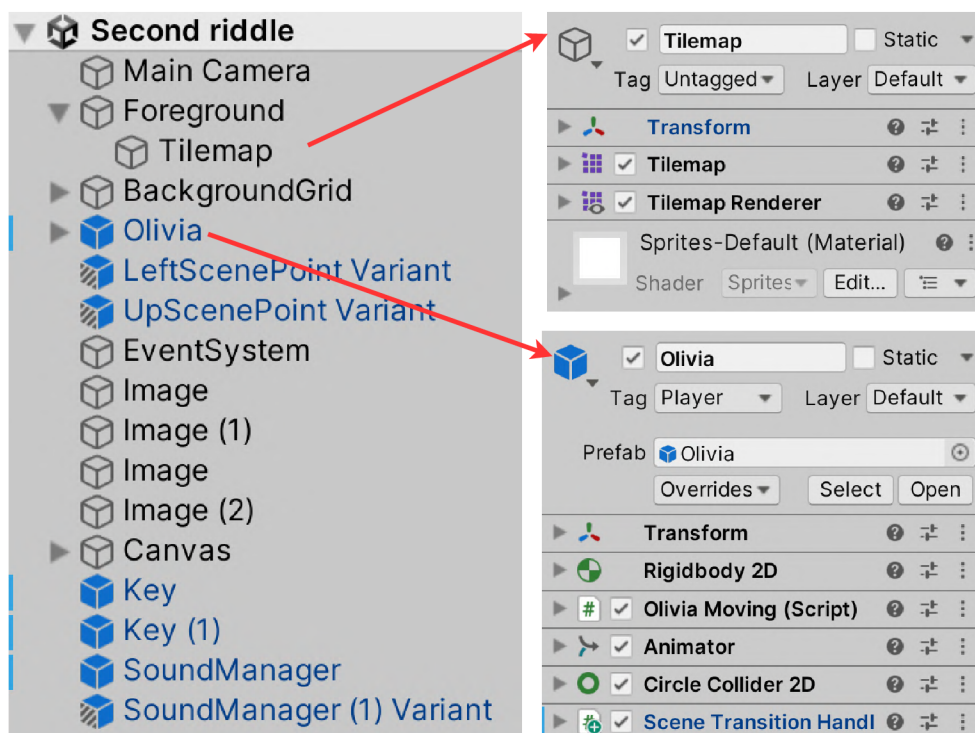 Second riddle
Main Camera
Foreground
Tilemap
BackgroundGrid
Olivia
LeftScenePoint Variant
UpScenePoint Variant
EventSystem
Image
Image (1)
Image
Image (2)
Canvas
Key
Key (1)
SoundManager
SoundManager (1) Variant
Tilemap Static
Tag Untagged Layer Default
Transform
Tilemap
Tilemap Renderer
Sprites-Default (Material)
Shader Sprites Edit...
Olivia Static
Tag Player Layer Default
Prefab Olivia
Overrides Select Open
Transform
Rigidbody 2D
# Olivia Moving (Script)
Animator
Circle Collider 2D
# Scene Transition Handl